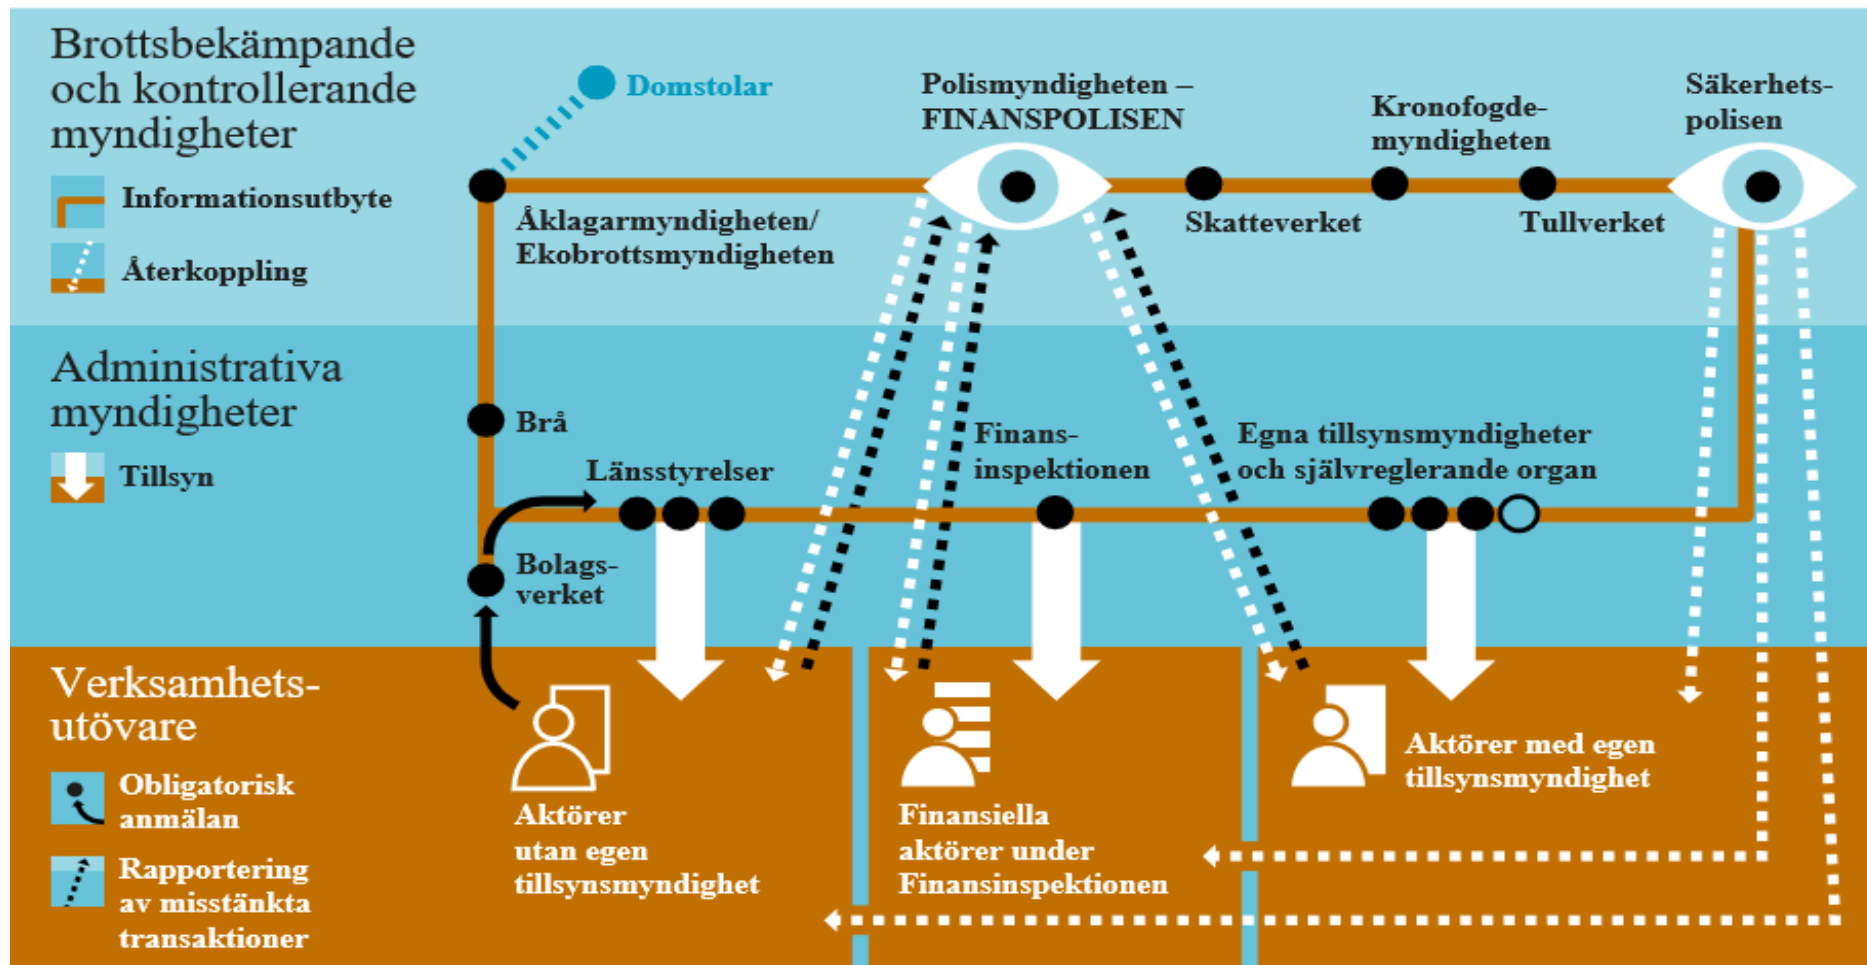 Brottsbekämpande
och kontrollerande
myndigheter
Informationsutbyte
Återkoppling
Domstolar
Polismyndigheten –
FINANSPOLISEN
Kronofogde-
myndigheten
Säkerhets-
polisen
Åklagarmyndigheten/
Ekobrottsmyndigheten
Skatteverket
Tullverket
Administrativa
myndigheter
Tillsyn
Brå
Länsstyrelser
Finans-
inspektionen
Egna tillsynsmyndigheter
och självreglerande organ
Bolags-
verket
Verksamhets-
utövare
Obligatorisk
anmälan
Rapportering
av misstänkta
transaktioner
Aktörer
utan egen
tillsynsmyndighet
Finansiella
aktörer under
Finansinspektionen
Aktörer med egen
tillsynsmyndighet